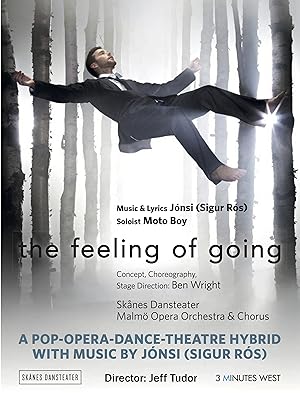 Music & Lyrics Jónsi (Sigur Rós)
Soloist Moto Boy
the feeling of going
Concept, Choreography,
Stage Direction: Ben Wright
Skånes Dansteater
Malmö Opera Orchestra & Chorus
A POP-OPERA-DANCE-THEATRE HYBRID
WITH MUSIC BY JÓNSI (SIGUR RÓS)
SKÅNES DANSTEATER
Director: Jeff Tudor
3 MINUTES WEST